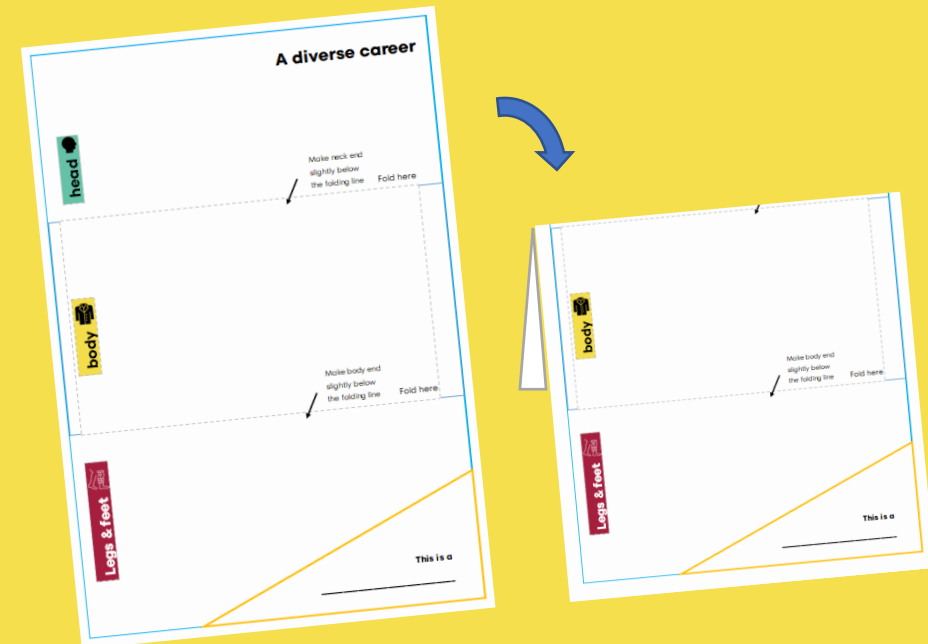 A diverse career
head
Make neck end
slightly below
the folding line
Fold here
body
Make body end
slightly below
the folding line
Fold here
Legs & feet
This is a
body
Make body end
slightly below
the folding line
Fold here
Legs & feet
This is a